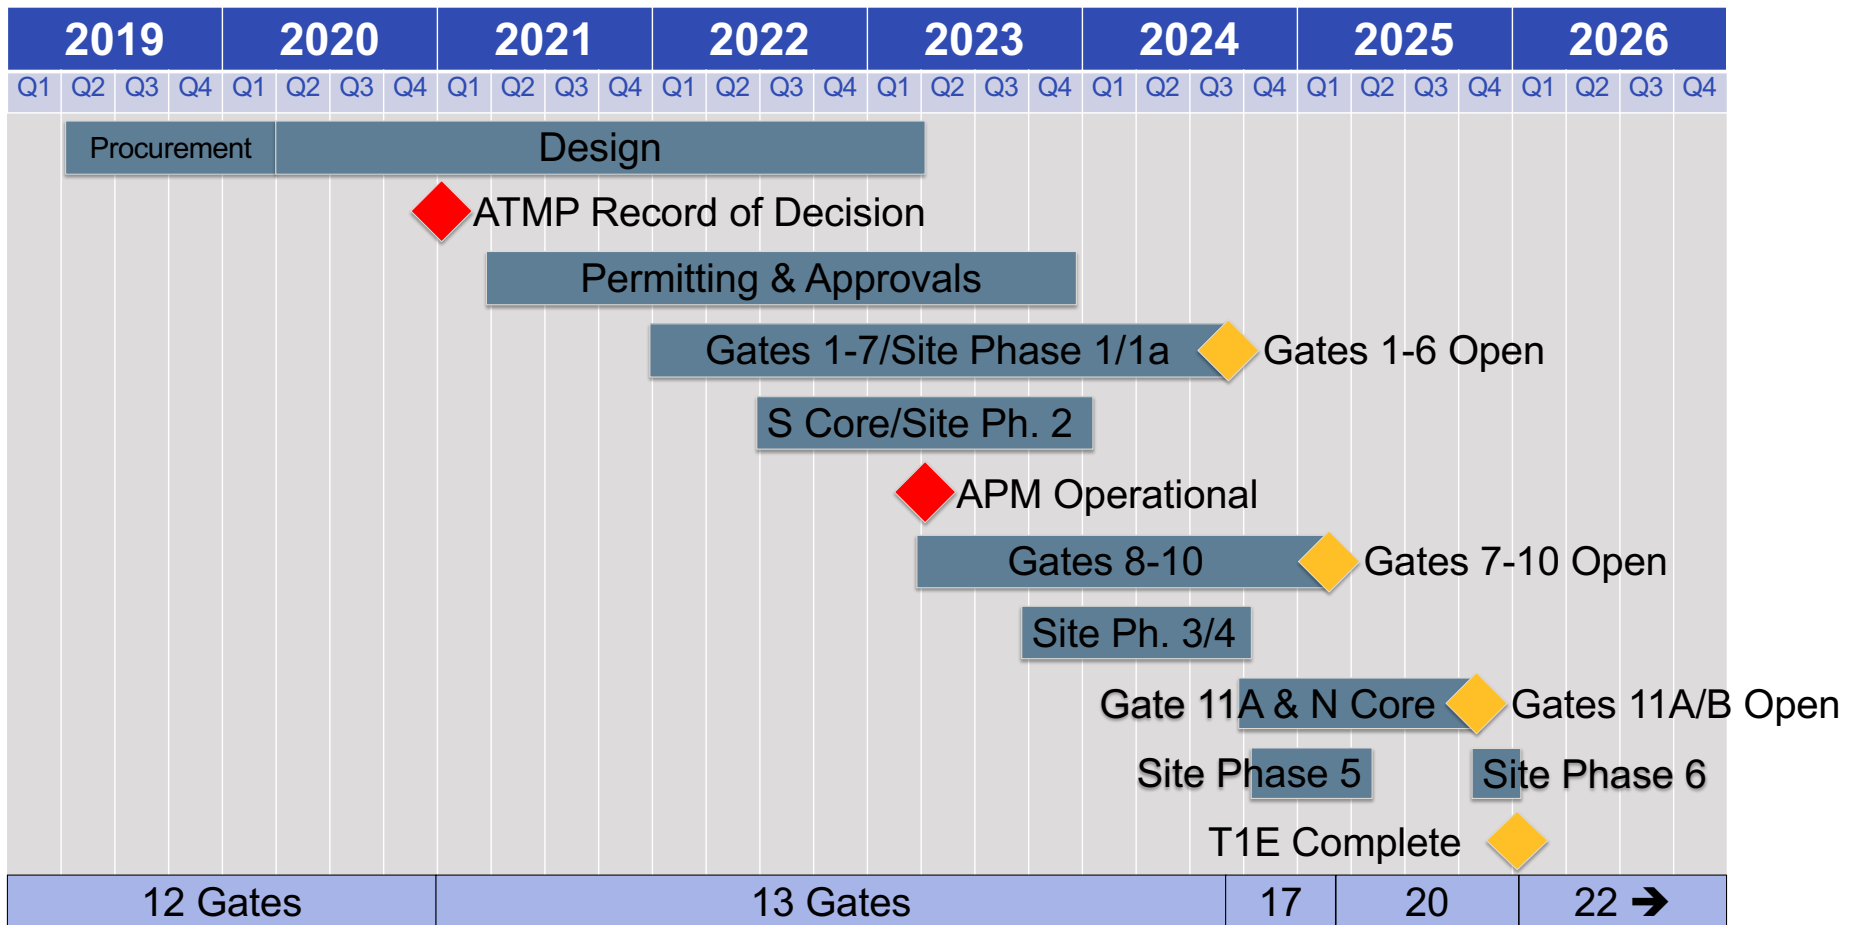 2019 2020 2021 2022 2023 2024 2025 2026
Q1 Q2 Q3 Q4 Q1 Q2 Q3 Q4 Q1 Q2 Q3 Q4 Q1 Q2 Q3 Q4 Q1 Q2 Q3 Q4 Q1 Q2 Q3 Q4 Q1 Q2 Q3 Q4 Q1 Q2 Q3 Q4
Procurement Design
ATMP Record of Decision
Permitting & Approvals
Gates 1-7/Site Phase 1/1a Gates 1-6 Open
S Core/Site Ph. 2
APM Operational
Gates 8-10 Gates 7-10 Open
Site Ph. 3/4
Gate 11A & N Core Gates 11A/B Open
Site Phase 5 Site Phase 6
T1E Complete
12 Gates 13 Gates 17 20 22 ➔